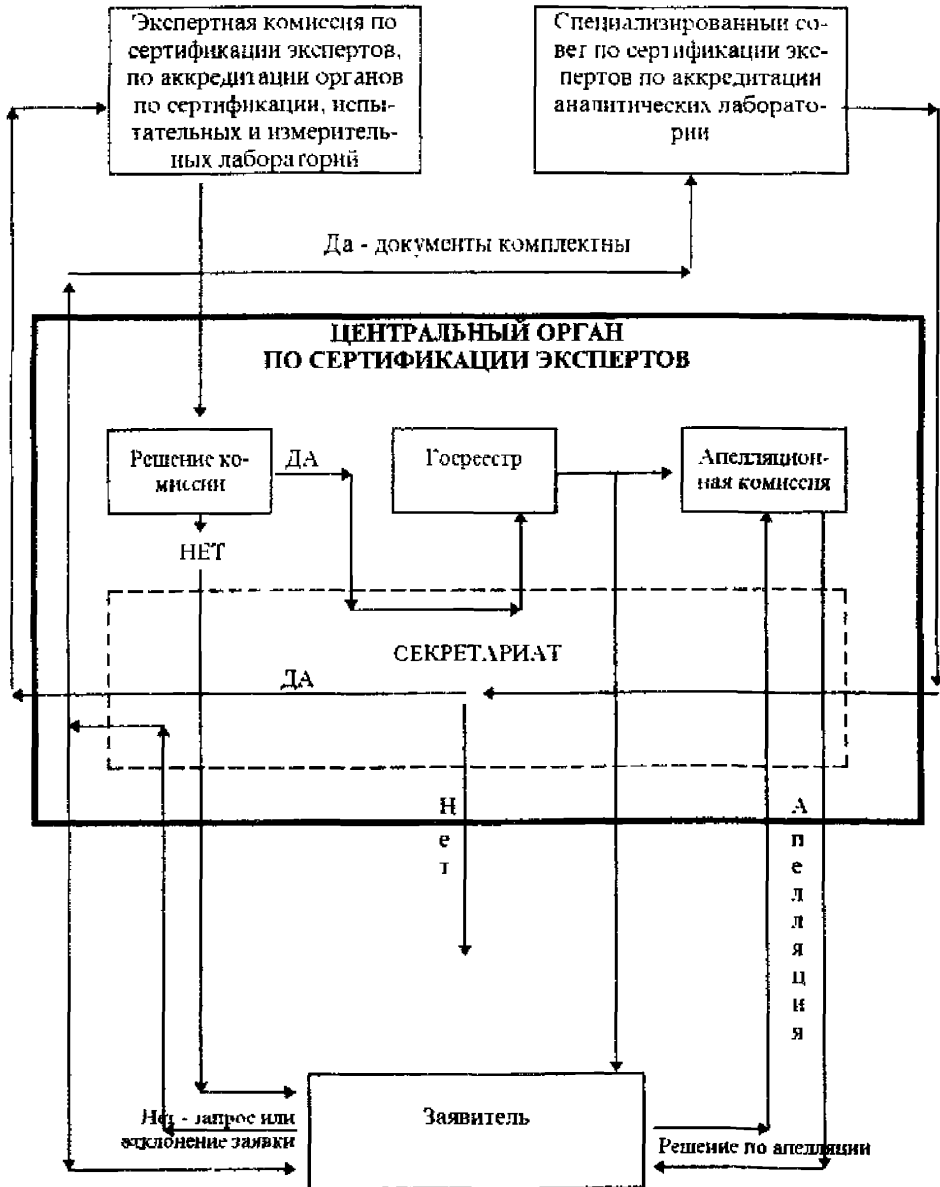 Экспертная комиссия по
сертификации экспертов,
по аккредитации органов
по сертификации, испы-
тательных и измеритель-
ных лабораторий
Специализированный со-
вет по сертификации экс-
пертов по аккредитации
аналитических лаборато-
рии
Да - документы комплектны
ЦЕНТРАЛЬНЫЙ ОРГАН
ПО СЕРТИФИКАЦИИ ЭКСПЕРТОВ
Решение ко-
миссии
ДА
Госреестр
Апелляцион-
ная комиссия
НЕТ
СЕКРЕТАРИАТ
ДА
Нет
Апелляция
Заявитель
Нет - запрос или
отклонение заявки
Решение по апелляции